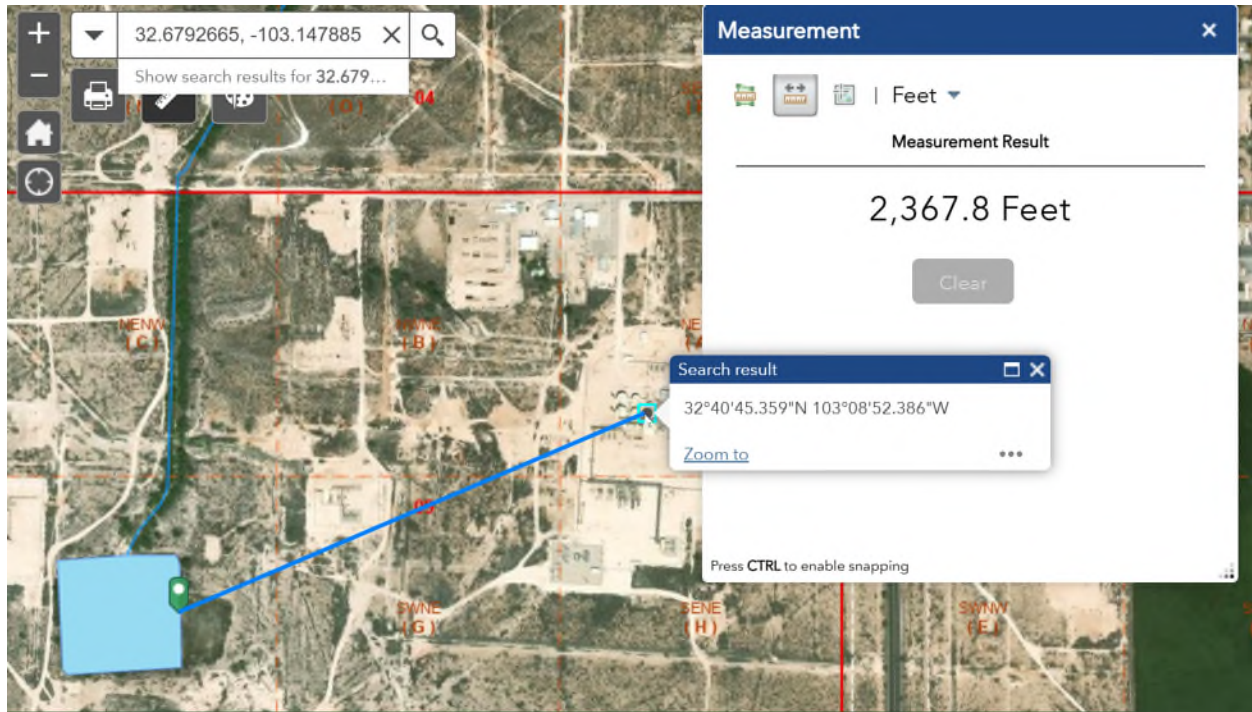 +
−
32.6792665, -103.147885
Show search results for 32.679...
( O )
04
Measurement
| Feet
Measurement Result
2,367.8 Feet
Clear
NENW
( C )
( B )
NE
Search result
32°40'45.359"N 103°08'52.386"W
Zoom to
05
SWNE
( G )
SENE
( H )
SWNW
( E )
Press CTRL to enable snapping